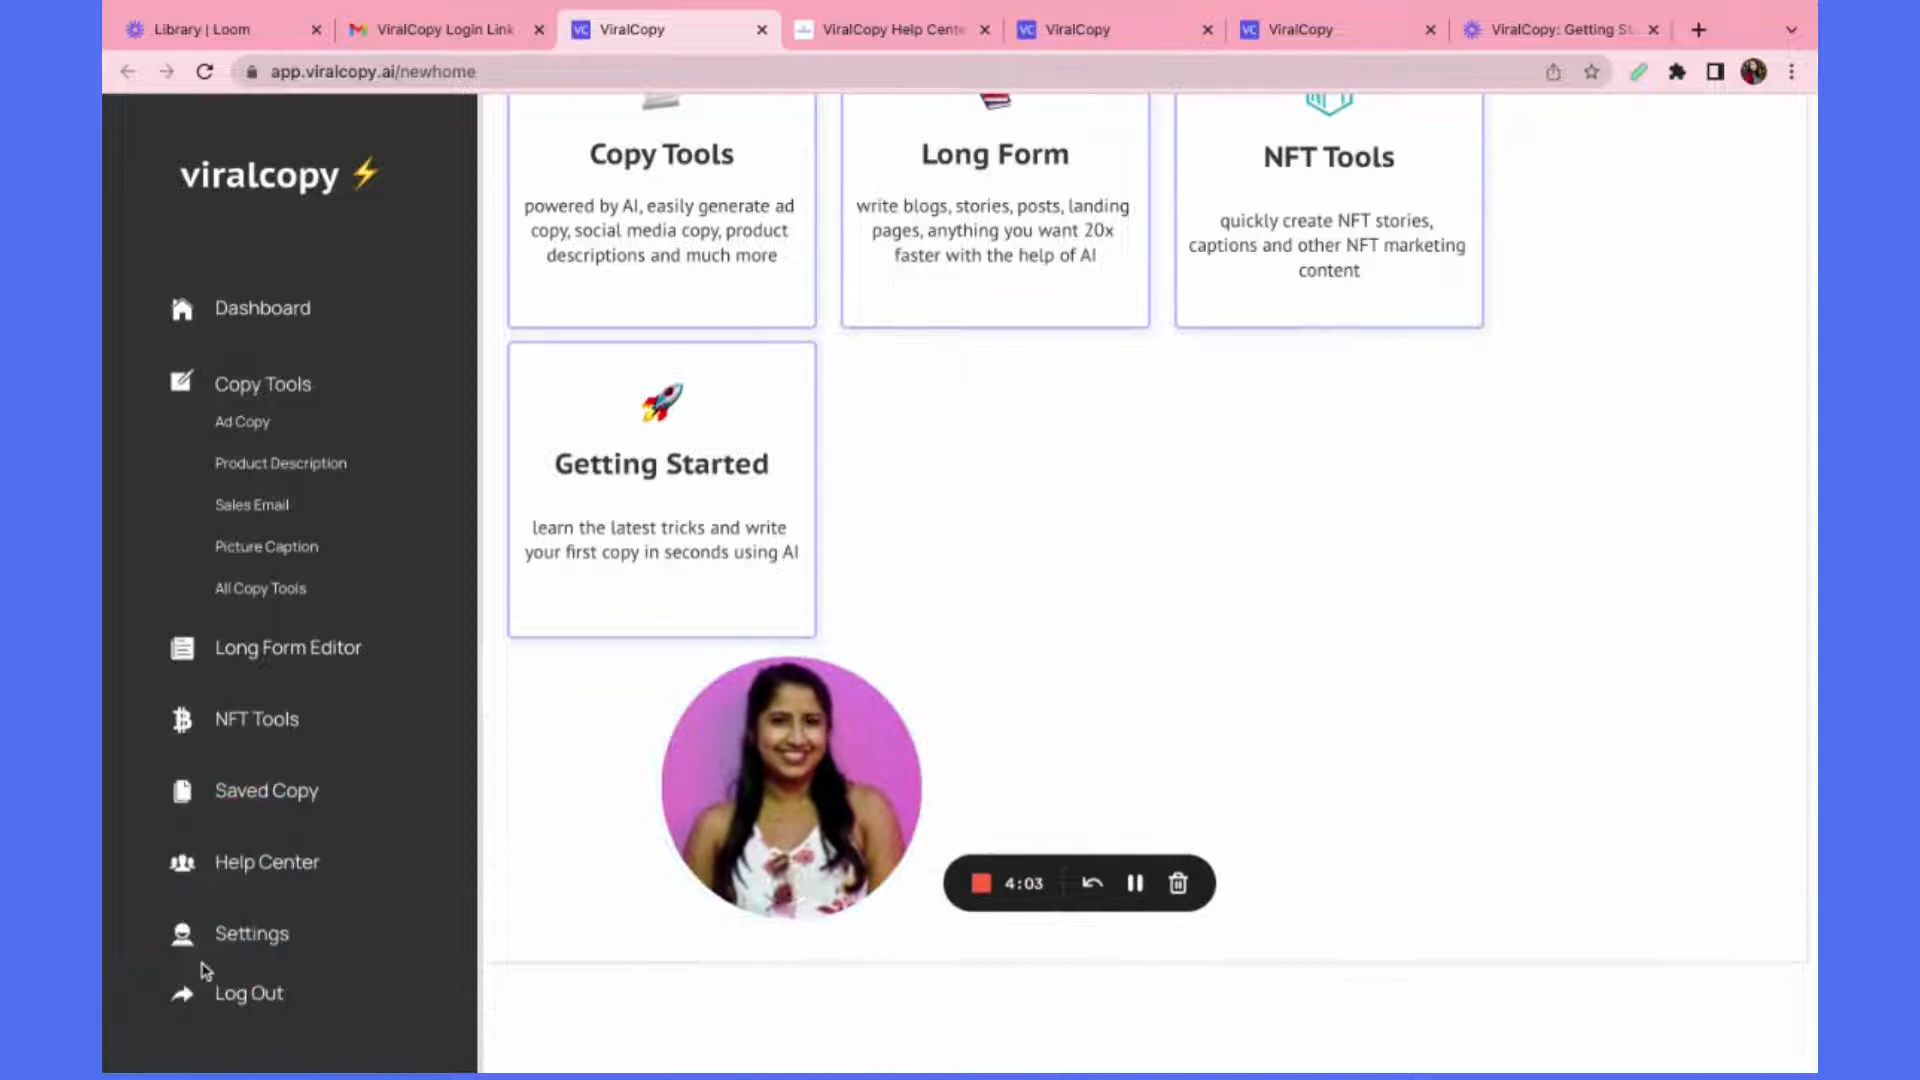 Library | Loom
ViralCopy Login Link
ViralCopy
ViralCopy Help Cente
ViralCopy
ViralCopy
ViralCopy: Getting St
app.viralcopy.ai/newhome
viralcopy
Dashboard
Copy Tools
Ad Copy
Product Description
Sales Email
Picture Caption
All Copy Tools
Long Form Editor
NFT Tools
Saved Copy
Help Center
Settings
Log Out
Copy Tools
powered by AI, easily generate ad
copy, social media copy, product
descriptions and much more
Long Form
write blogs, stories, posts, landing
pages, anything you want 20x
faster with the help of AI
NFT Tools
quickly create NFT stories,
captions and other NFT marketing
content
Getting Started
learn the latest tricks and write
your first copy in seconds using AI
4:03